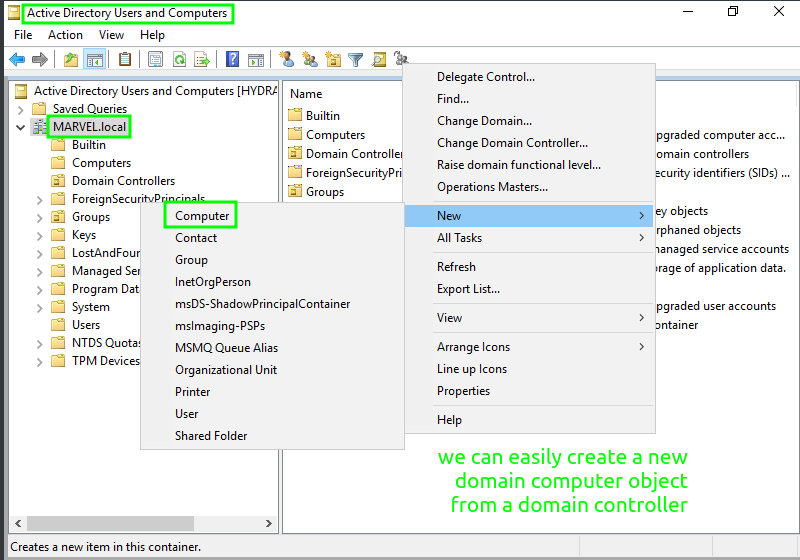 Active Directory Users and Computers
File Action View Help
Active Directory Users and Computers [HYDRA
Saved Queries
MARVEL.local
Builtin
Computers
Domain Controllers
ForeignSecurityPrincipals
Groups
Keys
LostAndFour
Managed Ser
Program Dat
System
Users
NTDS Quotas
TPM Devices
Name
Builtin
Computers
Domain Controller
ForeignSecurityPri
Groups
pgraded computer acc...
omain controllers
ecurity identifiers (SIDs) ...
ey objects
rphaned objects
managed service accounts
orage of application data.
pgraded user accounts
ontainer
Delegate Control...
Find...
Change Domain...
Change Domain Controller...
Raise domain functional level...
Operations Masters...
New
All Tasks
Refresh
Export List...
View
Arrange Icons
Line up Icons
Properties
Help
Computer
Contact
Group
InetOrgPerson
msDS-ShadowPrincipalContainer
msImaging-PSPs
MSMQ Queue Alias
Organizational Unit
Printer
User
Shared Folder
we can easily create a new
domain computer object
from a domain controller
Creates a new item in this container.